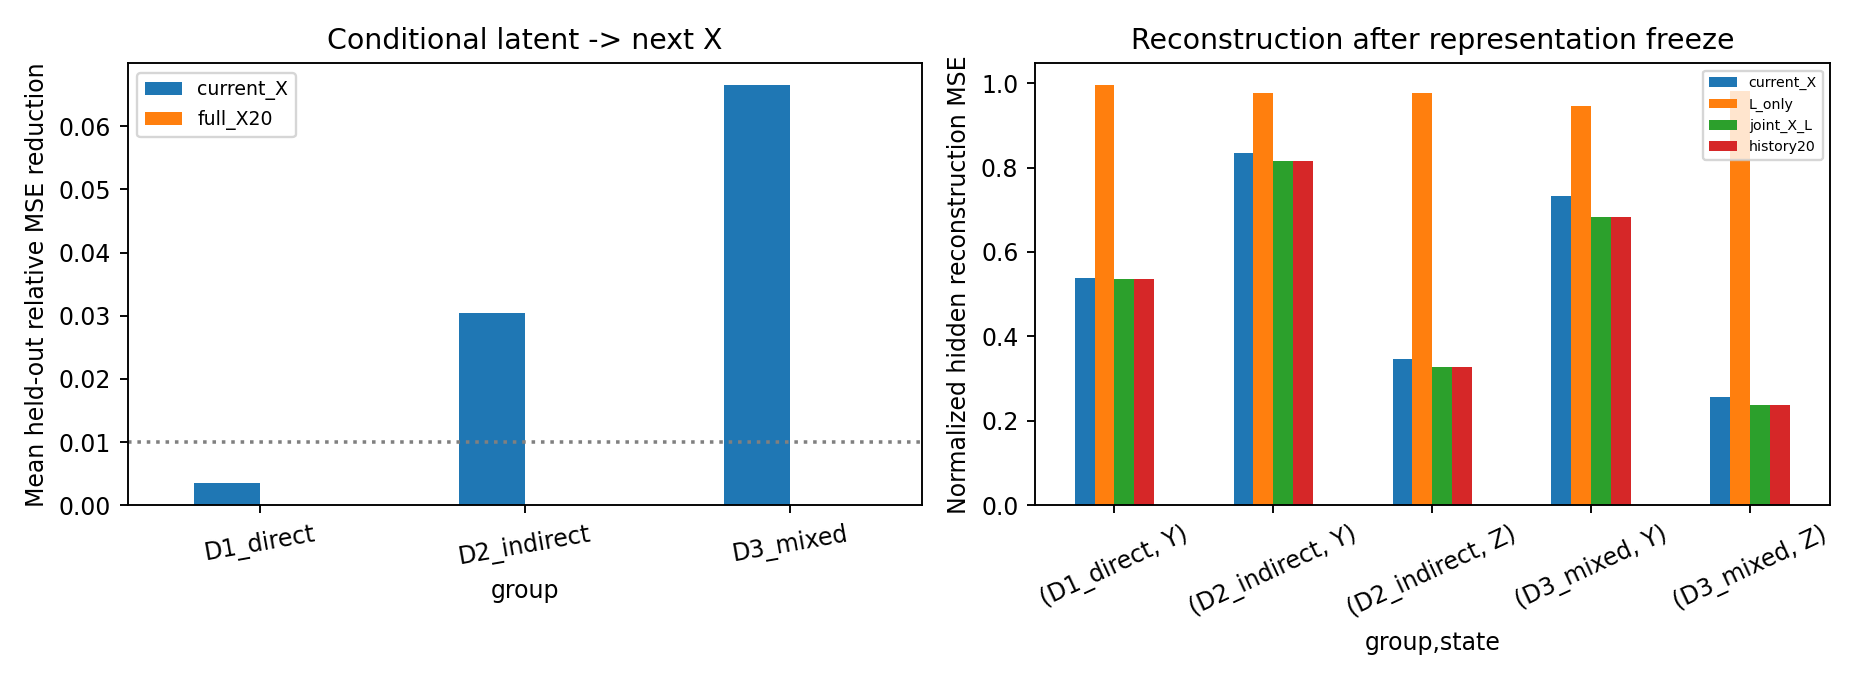 Conditional latent -> next X
Mean held-out relative MSE reduction
0.06
0.05
0.04
0.03
0.02
0.01
0.00
current_X
full_X20
D1_direct
D2_indirect
D3_mixed
group
Reconstruction after representation freeze
Normalized hidden reconstruction MSE
1.0
0.8
0.6
0.4
0.2
0.0
current_X
L_only
joint_X_L
history20
(D1_direct, Y)
(D2_indirect, Y)
(D2_indirect, Z)
(D3_mixed, Y)
(D3_mixed, Z)
group,state